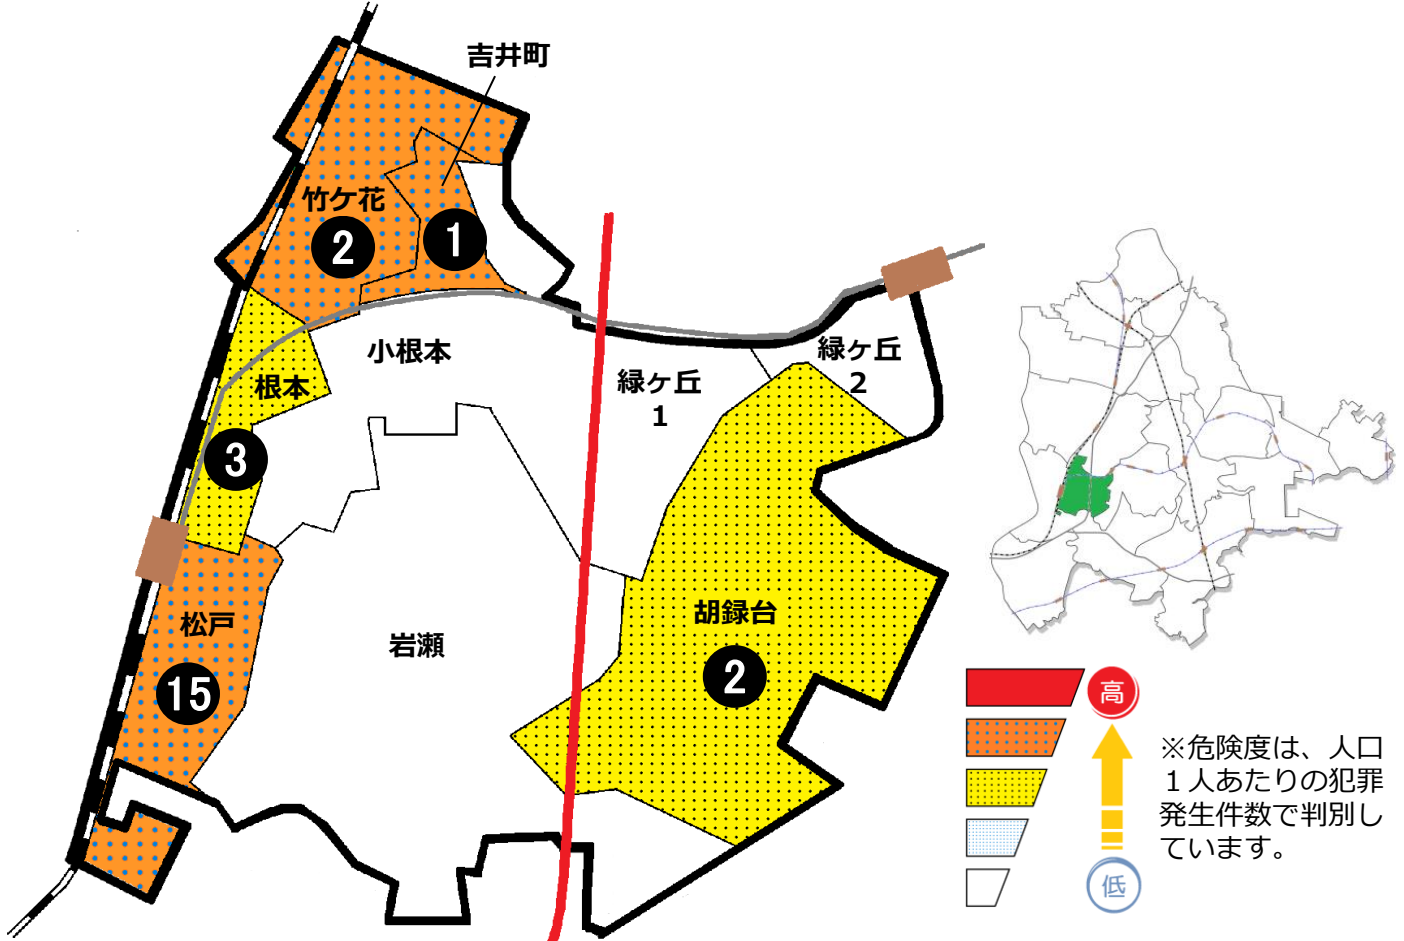 吉井町
竹ケ花
2
1
小根本
緑ヶ丘
1
緑ヶ丘
2
根本
3
松戸
15
岩瀬
胡録台
2
高
低
※危険度は、人口
１人あたりの犯罪
発生件数で判別し
ています。